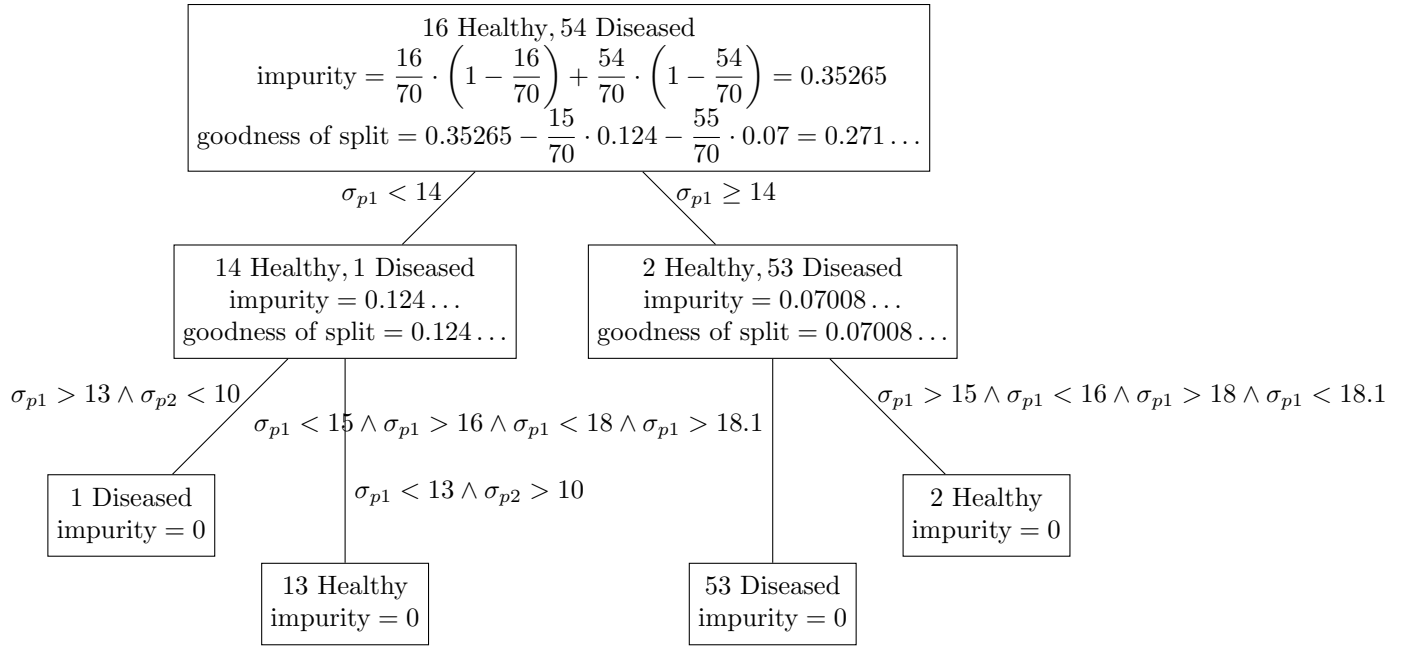 16 Healthy, 54 Diseased
impurity = 16/70 · (1 − 16/70) + 54/70 · (1 − 54/70) = 0.35265
goodness of split = 0.35265 − 15/70 · 0.124 − 55/70 · 0.07 = 0.271 …
σp1 < 14
σp1 ≥ 14
14 Healthy, 1 Diseased
impurity = 0.124 …
goodness of split = 0.124 …
2 Healthy, 53 Diseased
impurity = 0.07008 …
goodness of split = 0.07008 …
σp1 > 13 ∧ σp2 < 10
σp1 > 15 ∧ σp1 < 16 ∧ σp1 > 18 ∧ σp1 < 18.1
σp1 < 15 ∧ σp1 > 16 ∧ σp1 < 18 ∧ σp1 > 18.1
σp1 < 13 ∧ σp2 > 10
1 Diseased
impurity = 0
2 Healthy
impurity = 0
13 Healthy
impurity = 0
53 Diseased
impurity = 0